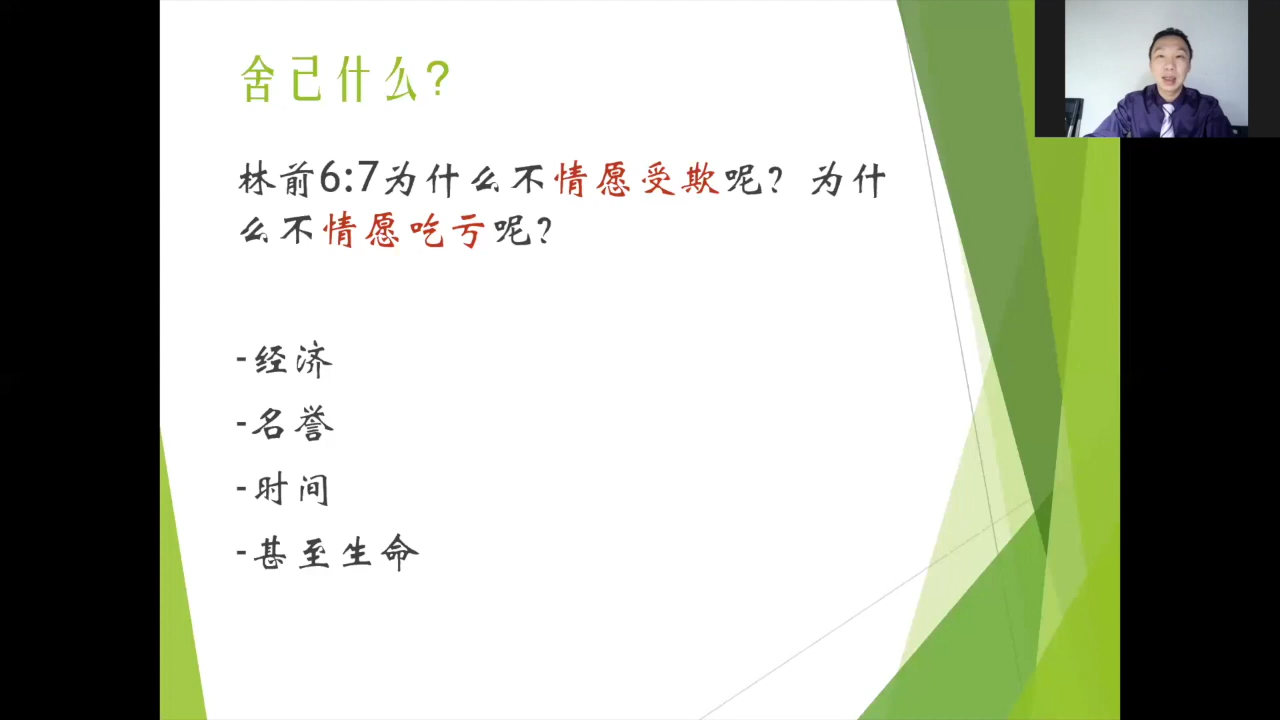 舍己什么?
林前6:7为什么不情愿受欺呢？为什
么不情愿吃亏呢？
-经济
-名誉
-时间
-甚至生命